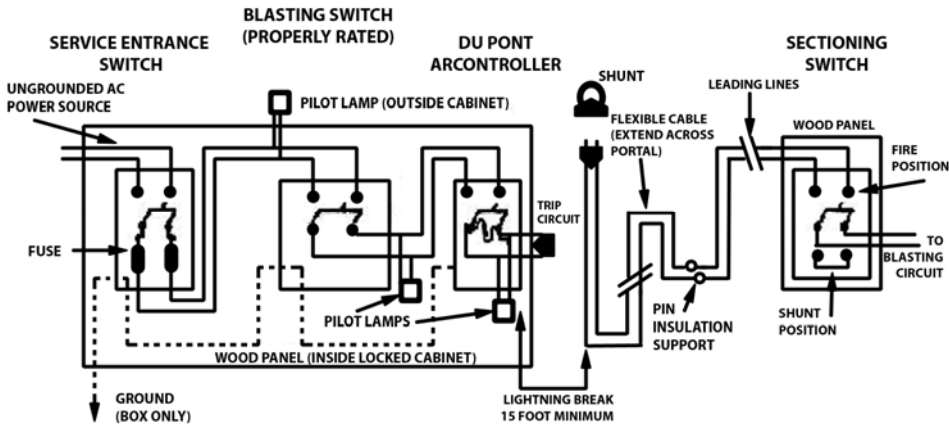 BLASTING SWITCH
(PROPERLY RATED)
SERVICE ENTRANCE
SWITCH
DU PONT
ARCONTROLLER
SECTIONING
SWITCH
UNGROUNDED AC
POWER SOURCE
PILOT LAMP (OUTSIDE CABINET)
SHUNT
LEADING LINES
FLEXIBLE CABLE
(EXTEND ACROSS
PORTAL)
WOOD PANEL
FIRE
POSITION
TRIP
CIRCUIT
FUSE
TO
BLASTING
CIRCUIT
PILOT LAMPS
PIN
INSULATION
SUPPORT
SHUNT
POSITION
WOOD PANEL (INSIDE LOCKED CABINET)
GROUND
(BOX ONLY)
LIGHTNING BREAK
15 FOOT MINIMUM